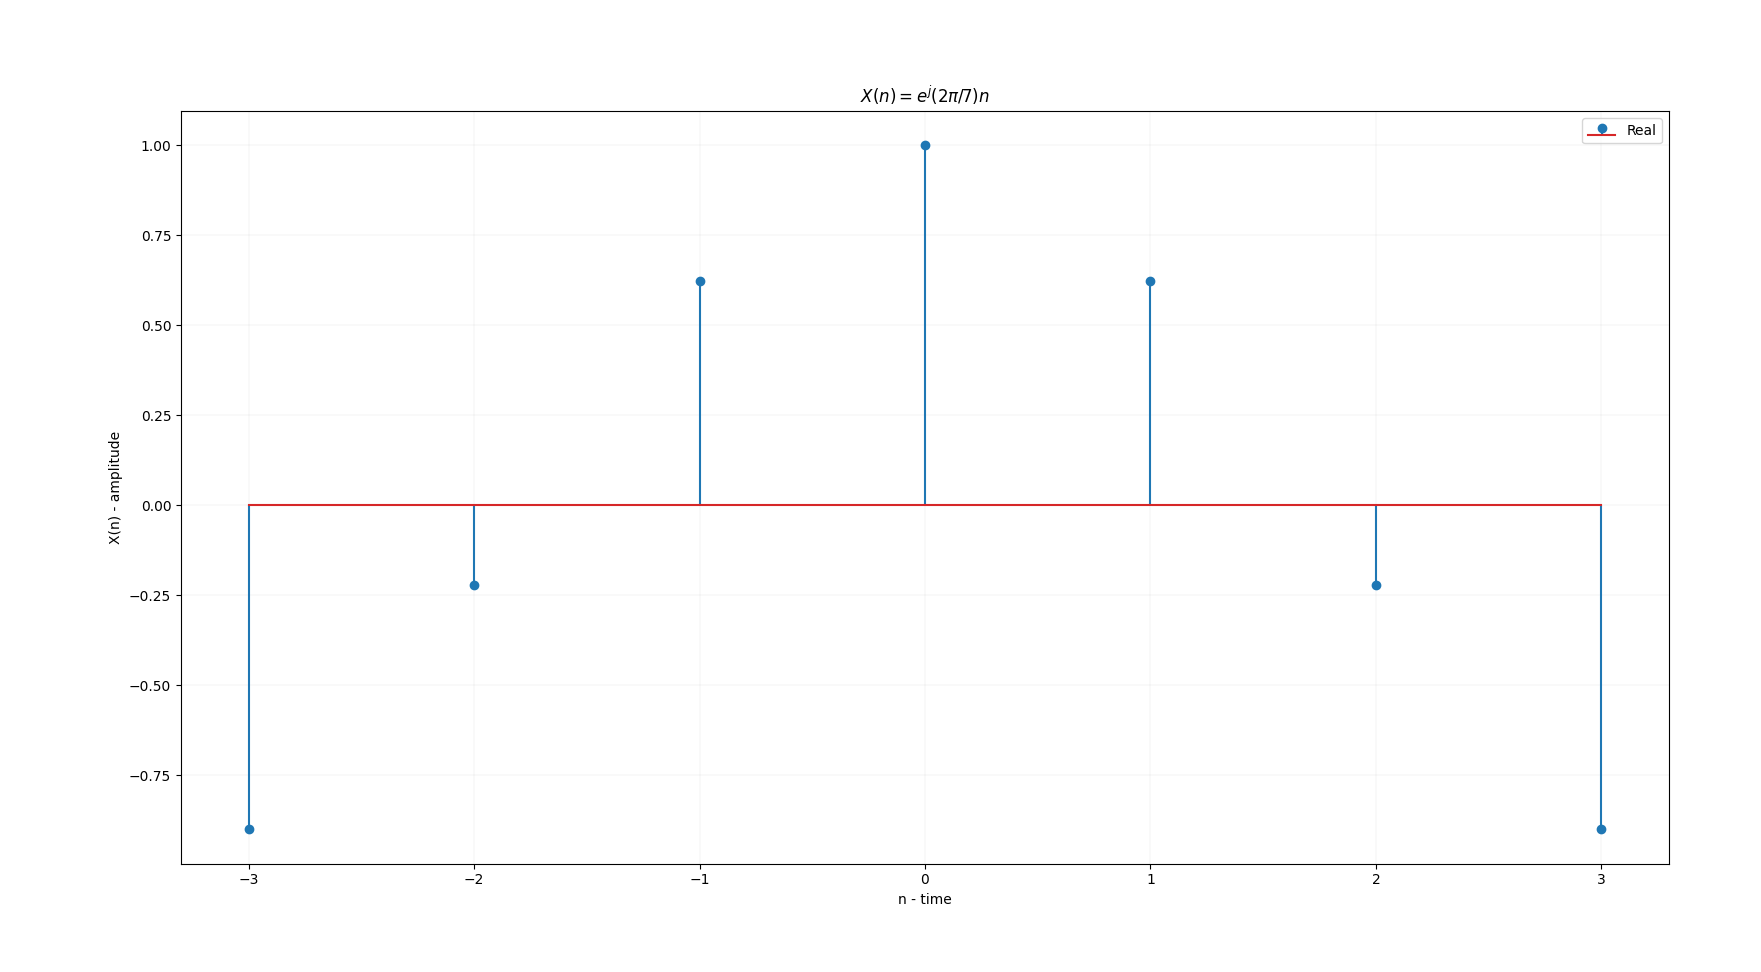 X(n) = e^j(2π/7)n
Real
1.00
0.75
0.50
0.25
0.00
−0.25
−0.50
−0.75
X(n) - amplitude
−3 −2 −1 0 1 2 3
n - time